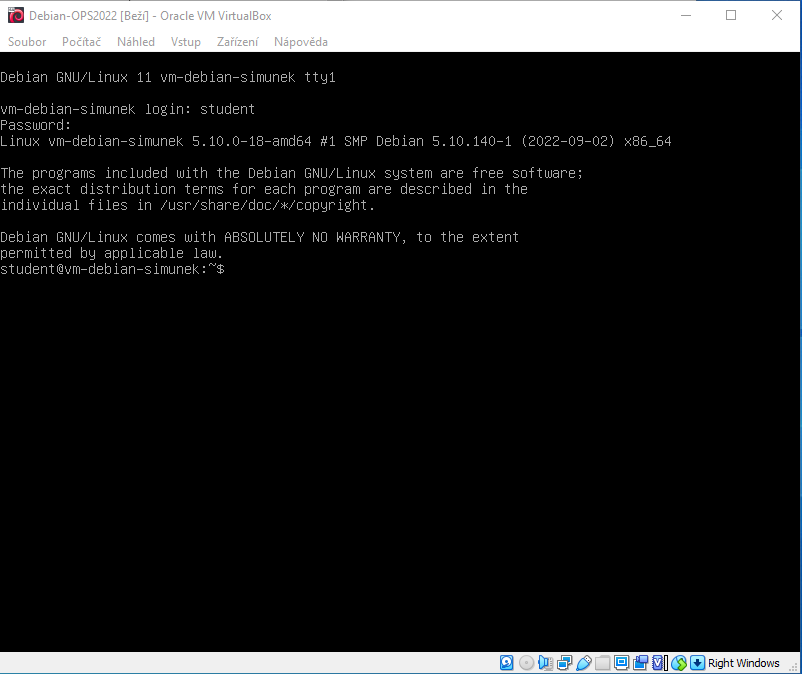 Debian-OPS2022 [Beží] - Oracle VM VirtualBox
Soubor Počítač Náhled Vstup Zařízení Nápověda
Debian GNU/Linux 11 vm-debian-simunek tty1
vm-debian-simunek login: student
Password:
Linux vm-debian-simunek 5.10.0-18-amd64 #1 SMP Debian 5.10.140-1 (2022-09-02) x86_64
The programs included with the Debian GNU/Linux system are free software;
the exact distribution terms for each program are described in the
individual files in /usr/share/doc/*/copyright.
Debian GNU/Linux comes with ABSOLUTELY NO WARRANTY, to the extent
permitted by applicable law.
student@vm-debian-simunek:~$
Right Windows